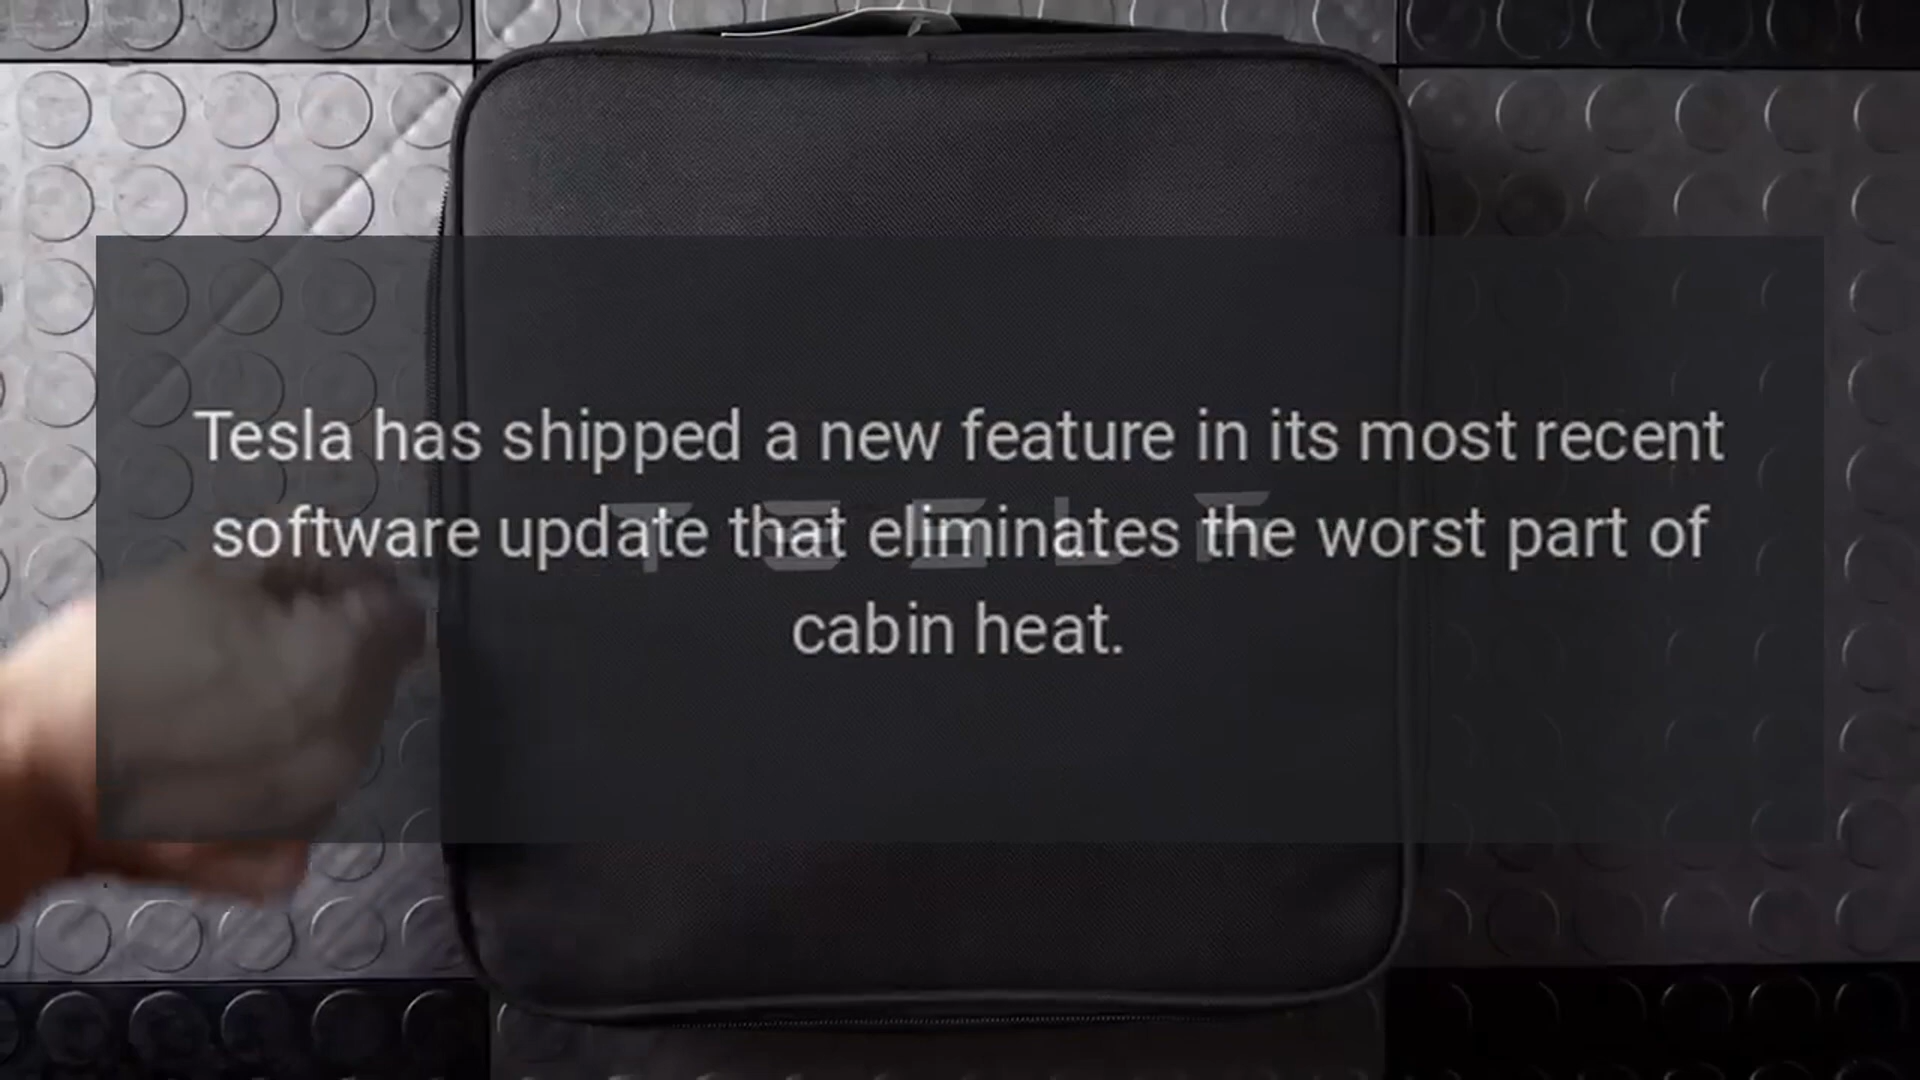 Tesla has shipped a new feature in its most recent
software update that eliminates the worst part of
cabin heat.
TESLA